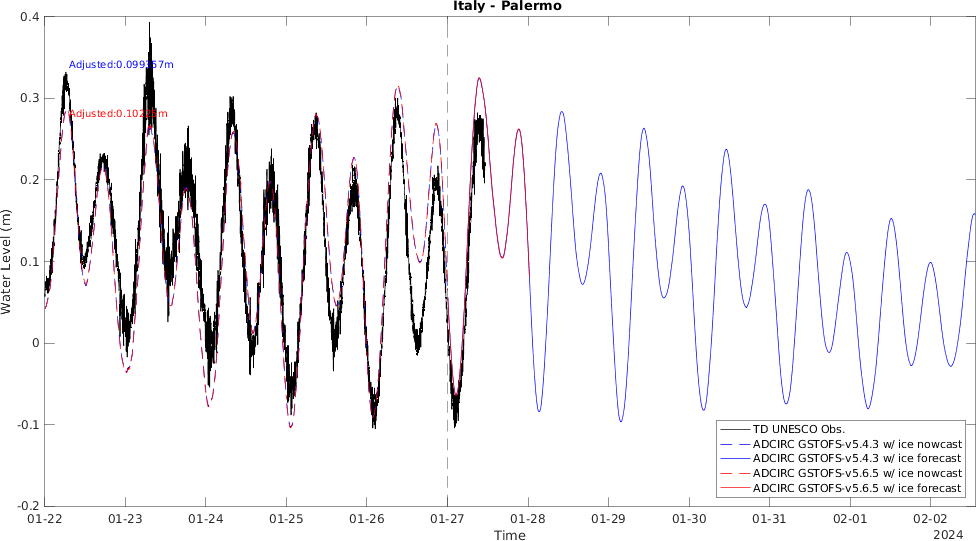 Italy - Palermo
Water Level (m)
0.4
0.3
0.2
0.1
0
-0.1
-0.2
Adjusted:0.099757m
01-22
01-23
01-24
01-25
01-26
01-27
01-28
01-29
01-30
01-31
02-01
02-02
Time
2024
TD UNESCO Obs.
ADCIRC GSTOFS-v5.4.3 w/ ice nowcast
ADCIRC GSTOFS-v5.4.3 w/ ice forecast
ADCIRC GSTOFS-v5.6.5 w/ ice nowcast
ADCIRC GSTOFS-v5.6.5 w/ ice forecast